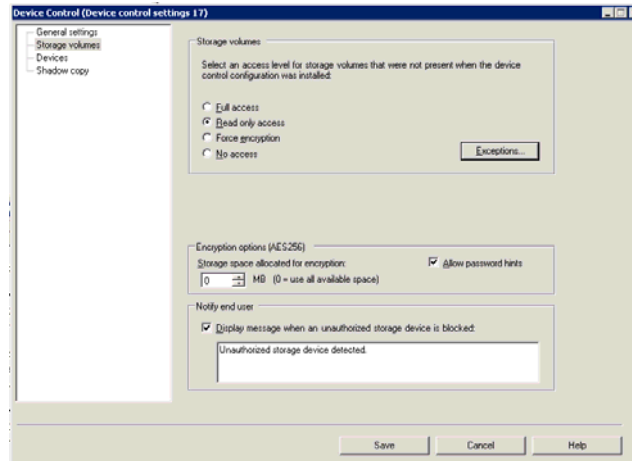 Device Control (Device control settings 17)
General settings
Storage volumes
Devices
Shadow copy
Storage volumes
Select an access level for storage volumes that were not present when the device
control configuration was installed:
Full access
Read only access
Force encryption
No access
Exceptions...
Encryption options (AES256)
Storage space allocated for encryption:
Allow password hints
0 MB (0 = use all available space)
Notify end user
Display message when an unauthorized storage device is blocked:
Unauthorized storage device detected.
Save Cancel Help